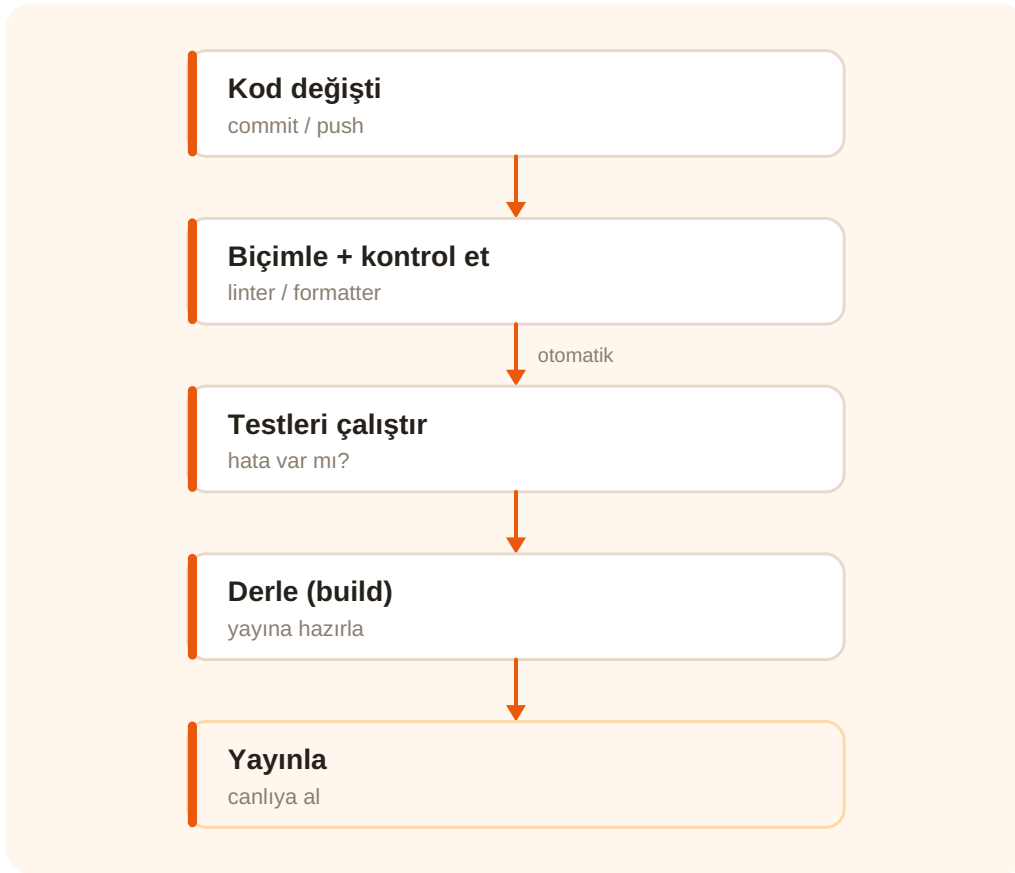 Kod değişti
commit / push
Biçimle + kontrol et
linter / formatter
otomatik
Testleri çalıştır
hata var mı?
Derle (build)
yayına hazırla
Yayınla
canlıya al